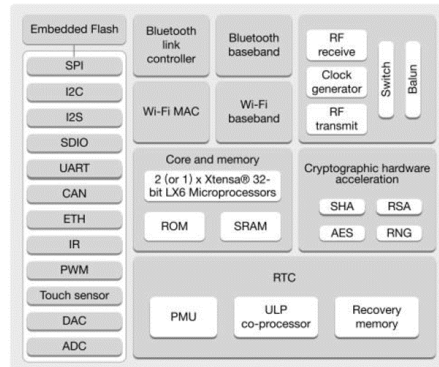 Embedded Flash
SPI
I2C
I2S
SDIO
UART
CAN
ETH
IR
PWM
Touch sensor
DAC
ADC
Bluetooth
link
controller
Bluetooth
baseband
Wi-Fi MAC
Wi-Fi
baseband
RF
receive
Clock
generator
RF
transmit
Switch
Balun
Core and memory
2 (or 1) x Xtensa® 32-
bit LX6 Microprocessors
ROM
SRAM
Cryptographic hardware
acceleration
SHA
RSA
AES
RNG
RTC
PMU
ULP
co-processor
Recovery
memory